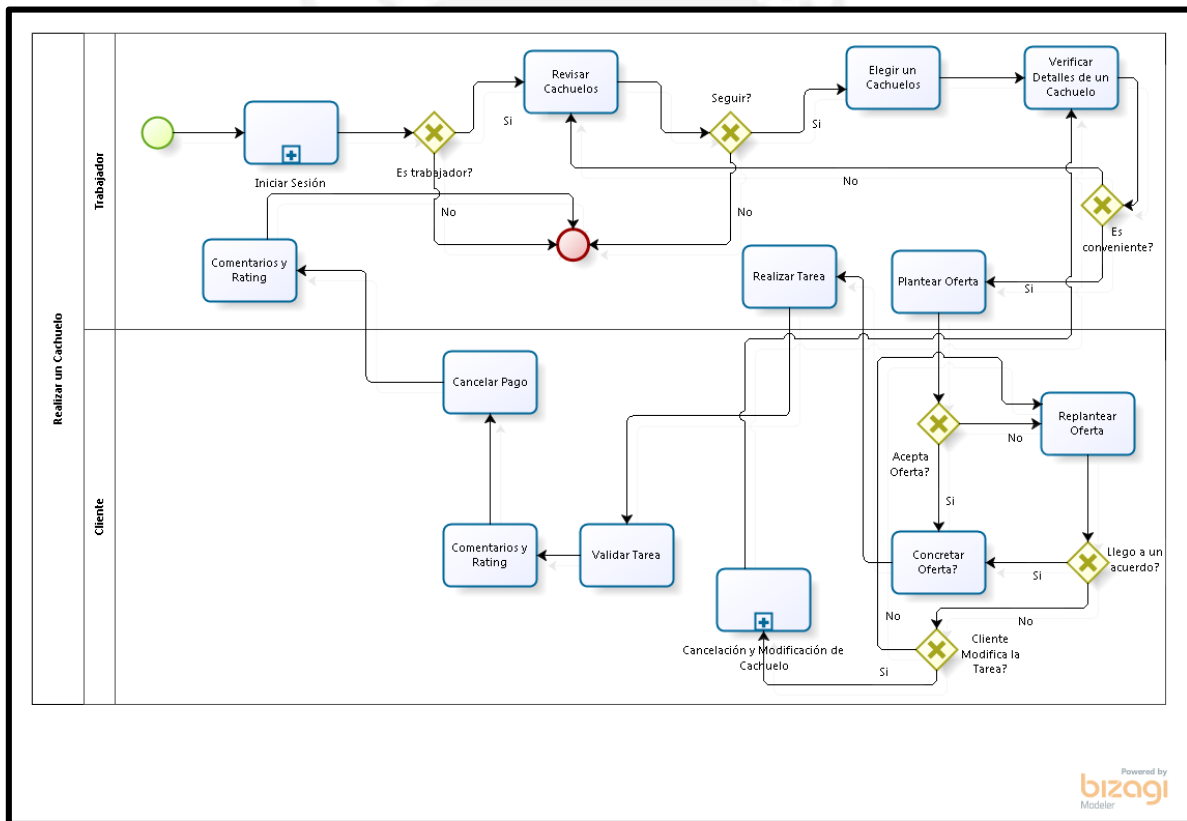 Realizar un Cachuelo
Trabajador
Iniciar Sesión
Es trabajador?
Si
No
Revisar
Cachuelos
Seguir?
Si
No
Elegir un
Cachuelos
Verificar
Detalles de un
Cachuelo
Es
conveniente?
No
Si
Plantear Oferta
Realizar Tarea
Comentarios y
Rating
Cliente
Cancelar Pago
Acepta
Oferta?
No
Si
Replantear
Oferta
Llego a un
acuerdo?
Si
No
Concretar
Oferta?
Cliente
Modifica la
Tarea?
No
Si
Cancelación y Modificación de
Cachuelo
Validar Tarea
Comentarios y
Rating
Powered by
bizagi
Modeler